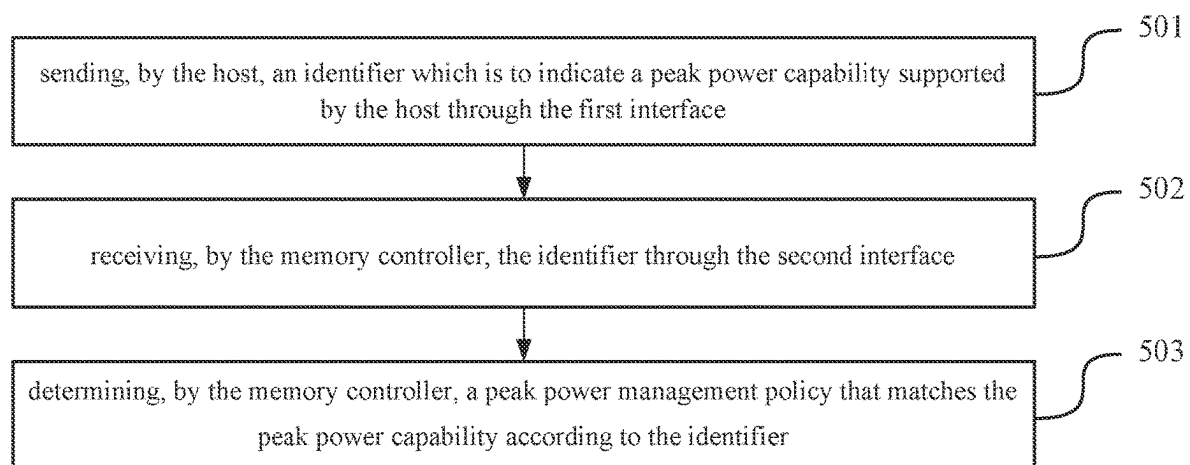 501
sending, by the host, an identifier which is to indicate a peak power capability supported
by the host through the first interface
502
receiving, by the memory controller, the identifier through the second interface
503
determining, by the memory controller, a peak power management policy that matches the
peak power capability according to the identifier